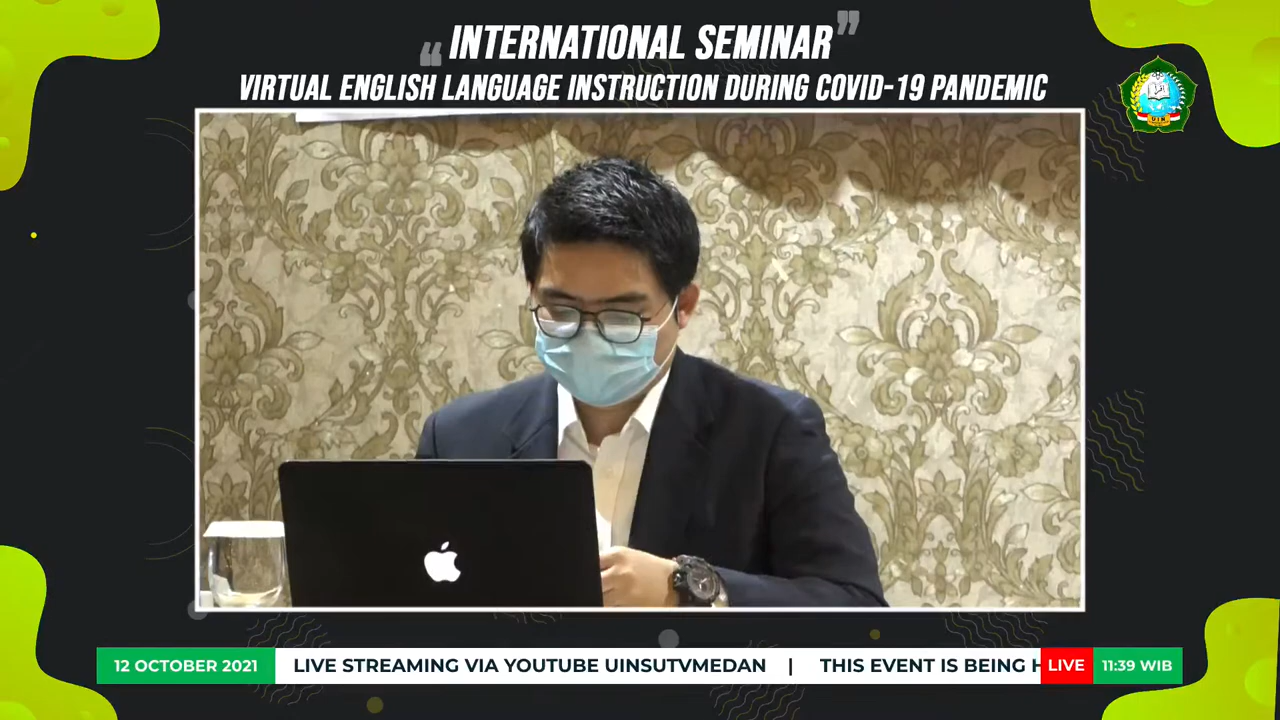 “INTERNATIONAL SEMINAR”
VIRTUAL ENGLISH LANGUAGE INSTRUCTION DURING COVID-19 PANDEMIC
UIN
12 OCTOBER 2021
LIVE STREAMING VIA YOUTUBE UINSUTVMEDAN | THIS EVENT IS BEING
LIVE
11:39 WIB